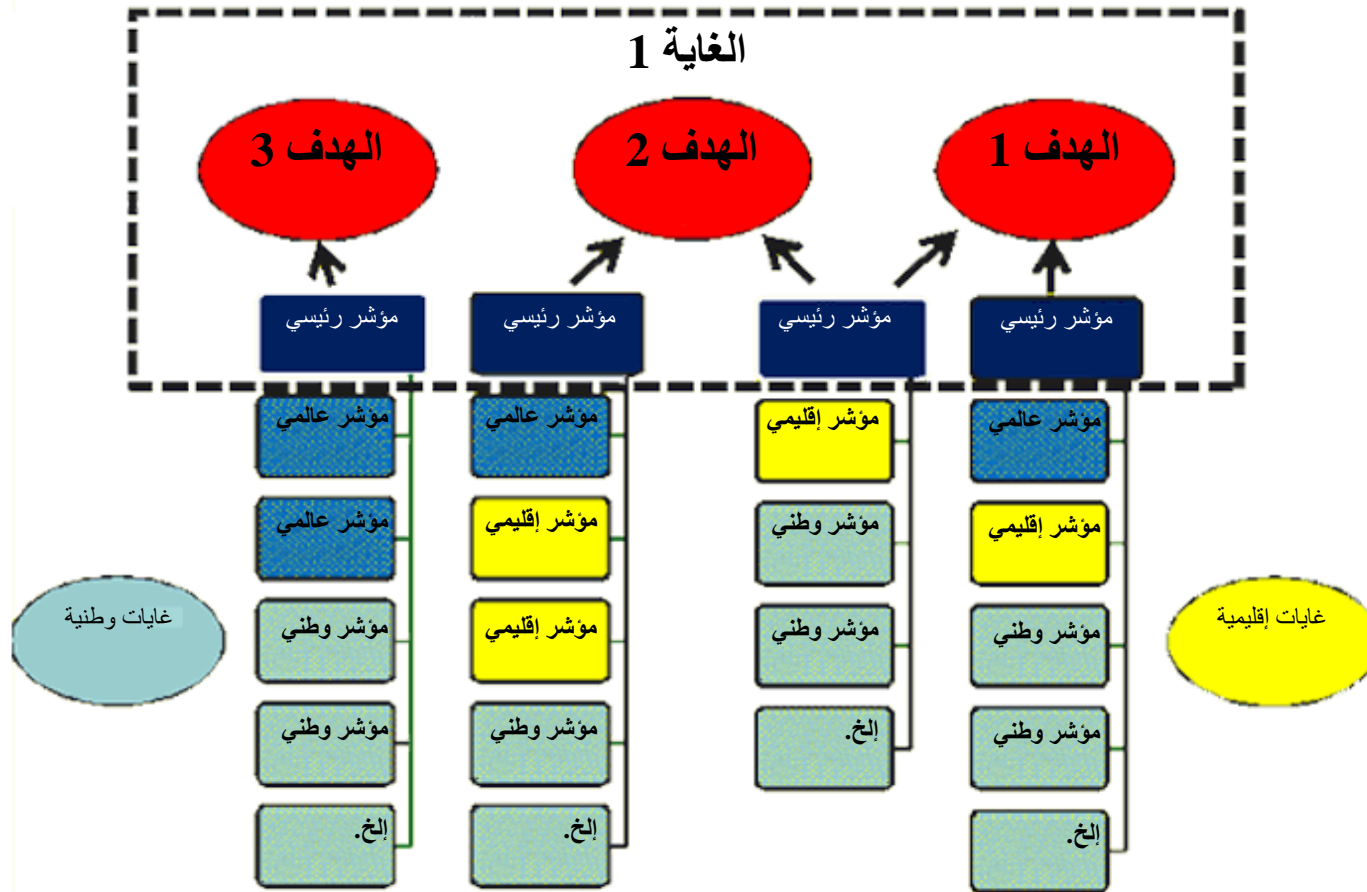 الغاية 1
الهدف 1
الهدف 2
الهدف 3
مؤشر رئيسي
مؤشر رئيسي
مؤشر رئيسي
مؤشر رئيسي
مؤشر عالمي
مؤشر إقليمي
مؤشر عالمي
مؤشر عالمي
مؤشر إقليمي
مؤشر وطني
مؤشر إقليمي
مؤشر عالمي
غايات إقليمية
مؤشر وطني
مؤشر وطني
مؤشر إقليمي
مؤشر وطني
غايات وطنية
مؤشر وطني
إلخ.
مؤشر وطني
مؤشر وطني
إلخ.
إلخ.
إلخ.